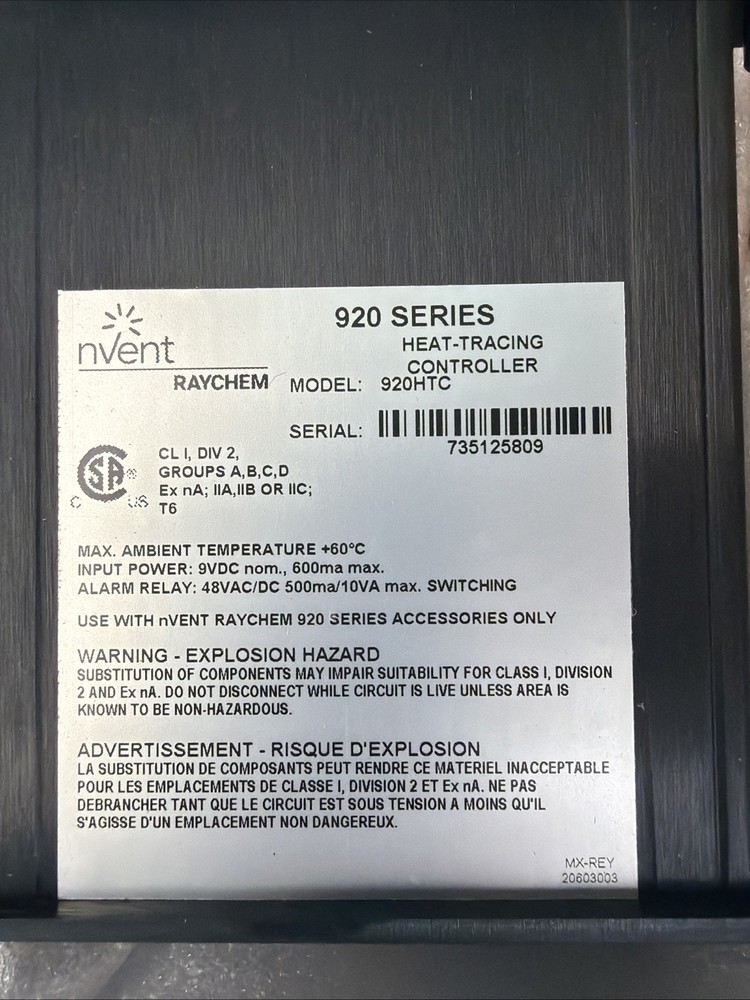 nVent
RAYCHEM
920 SERIES
HEAT-TRACING
CONTROLLER
MODEL: 920HTC
SERIAL:
735125809
CSA®
C US
CL I, DIV 2,
GROUPS A,B,C,D
Ex nA; IIA,IIB OR IIC;
T6
MAX. AMBIENT TEMPERATURE +60°C
INPUT POWER: 9VDC nom., 600ma max.
ALARM RELAY: 48VAC/DC 500ma/10VA max. SWITCHING
USE WITH nVENT RAYCHEM 920 SERIES ACCESSORIES ONLY
WARNING - EXPLOSION HAZARD
SUBSTITUTION OF COMPONENTS MAY IMPAIR SUITABILITY FOR CLASS I, DIVISION
2 AND Ex nA. DO NOT DISCONNECT WHILE CIRCUIT IS LIVE UNLESS AREA IS
KNOWN TO BE NON-HAZARDOUS.
ADVERTISSEMENT - RISQUE D'EXPLOSION
LA SUBSTITUTION DE COMPOSANTS PEUT RENDRE CE MATERIEL INACCEPTABLE
POUR LES EMPLACEMENTS DE CLASSE I, DIVISION 2 ET Ex nA. NE PAS
DEBRANCHER TANT QUE LE CIRCUIT EST SOUS TENSION A MOINS QU'IL
S'AGISSE D'UN EMPLACEMENT NON DANGEREUX.
MX-REY
20603003